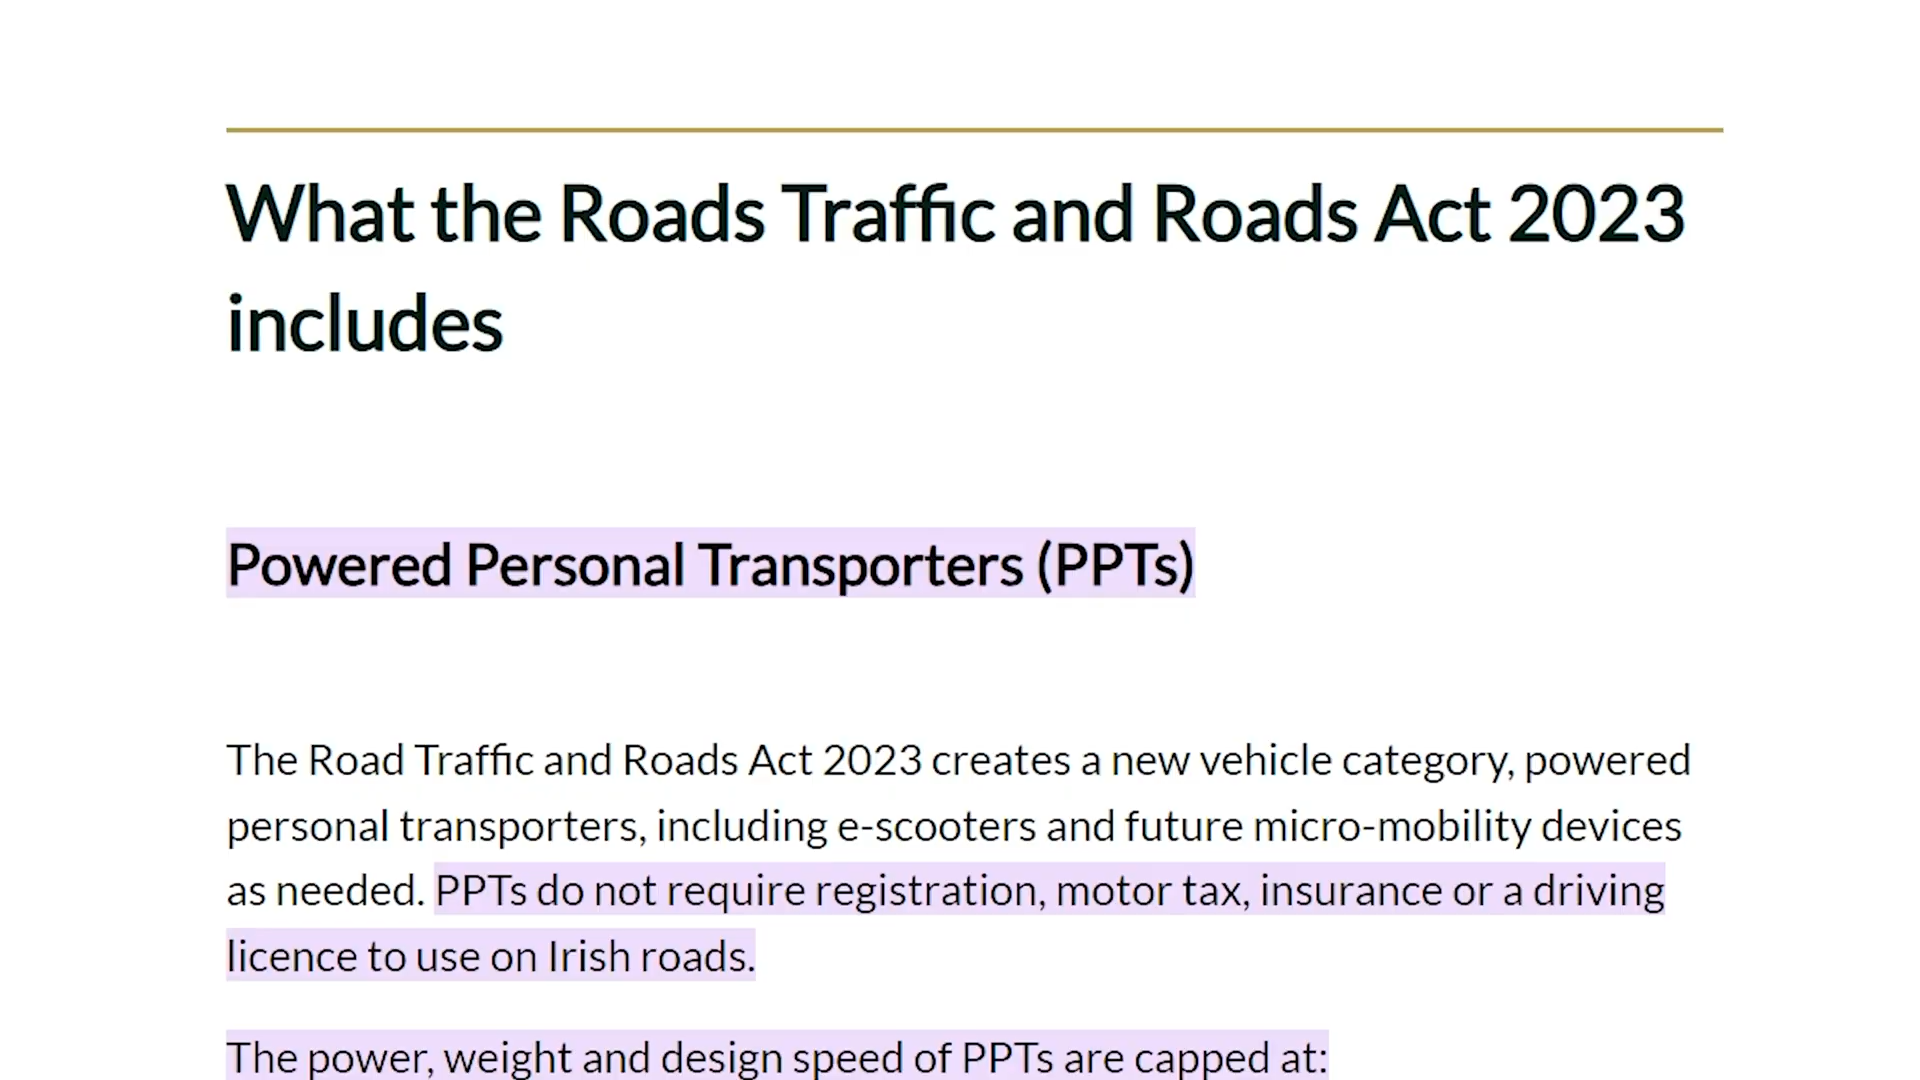 What the Roads Traffic and Roads Act 2023
includes
Powered Personal Transporters (PPTs)
The Road Traffic and Roads Act 2023 creates a new vehicle category, powered
personal transporters, including e-scooters and future micro-mobility devices
as needed. PPTs do not require registration, motor tax, insurance or a driving
licence to use on Irish roads.
The power, weight and design speed of PPTs are capped at: